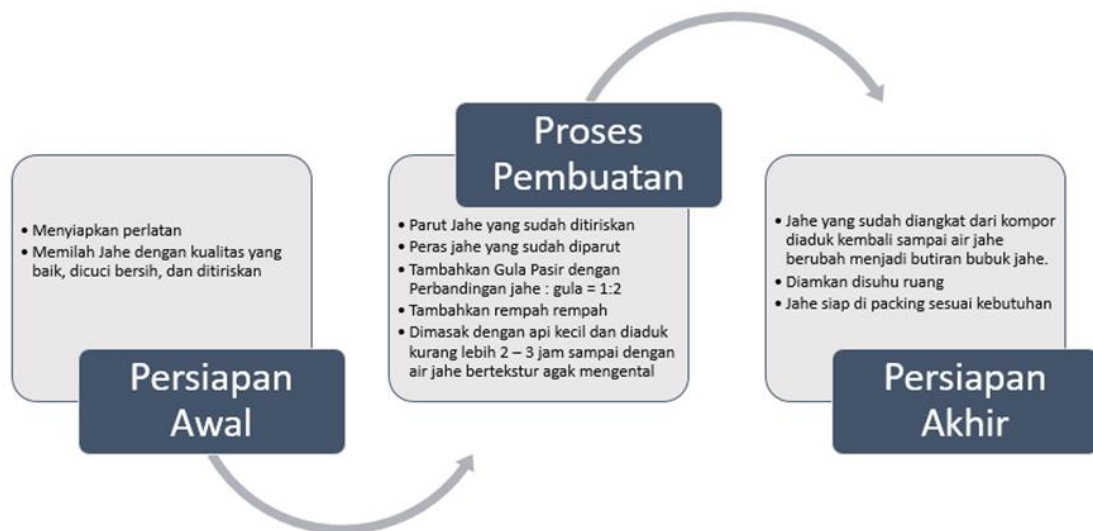 • Menyiapkan perlatan
• Memilah Jahe dengan kualitas yang
baik, dicuci bersih, dan ditiriskan
Persiapan
Awal
Proses
Pembuatan
• Parut Jahe yang sudah ditiriskan
• Peras jahe yang sudah diparut
• Tambahkan Gula Pasir dengan
Perbandingan jahe : gula = 1:2
• Tambahkan rempah rempah
• Dimasak dengan api kecil dan diaduk
kurang lebih 2 – 3 jam sampai dengan
air jahe bertekstur agak mengental
• Jahe yang sudah diangkat dari kompor
diaduk kembali sampai air jahe
berubah menjadi butiran bubuk jahe.
• Diamkan disuhu ruang
• Jahe siap di packing sesuai kebutuhan
Persiapan
Akhir